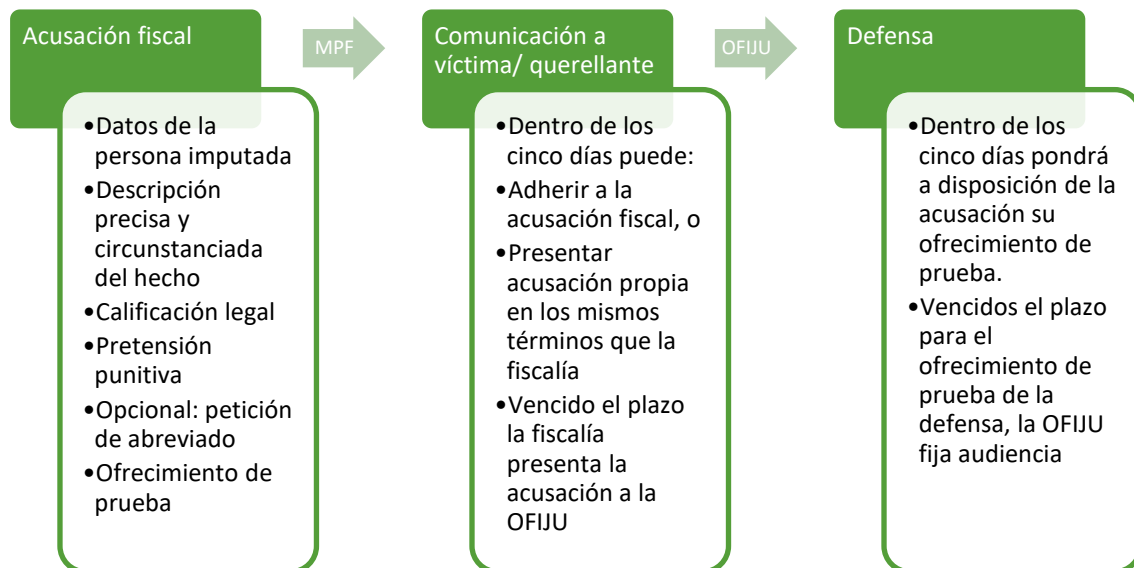 Acusación fiscal
•Datos de la
persona imputada
•Descripción
precisa y
circunstanciada
del hecho
•Calificación legal
•Pretensión
punitiva
•Opcional: petición
de abreviado
•Ofrecimiento de
prueba
MPF
Comunicación a
víctima/ querellante
•Dentro de los
cinco días puede:
•Adherir a la
acusación fiscal, o
•Presentar
acusación propia
en los mismos
términos que la
fiscalía
•Vencido el plazo
la fiscalía
presenta la
acusación a la
OFIJU
OFIJU
Defensa
•Dentro de los
cinco días pondrá
a disposición de la
acusación su
ofrecimiento de
prueba.
•Vencidos el plazo
para el
ofrecimiento de
prueba de la
defensa, la OFIJU
fija audiencia